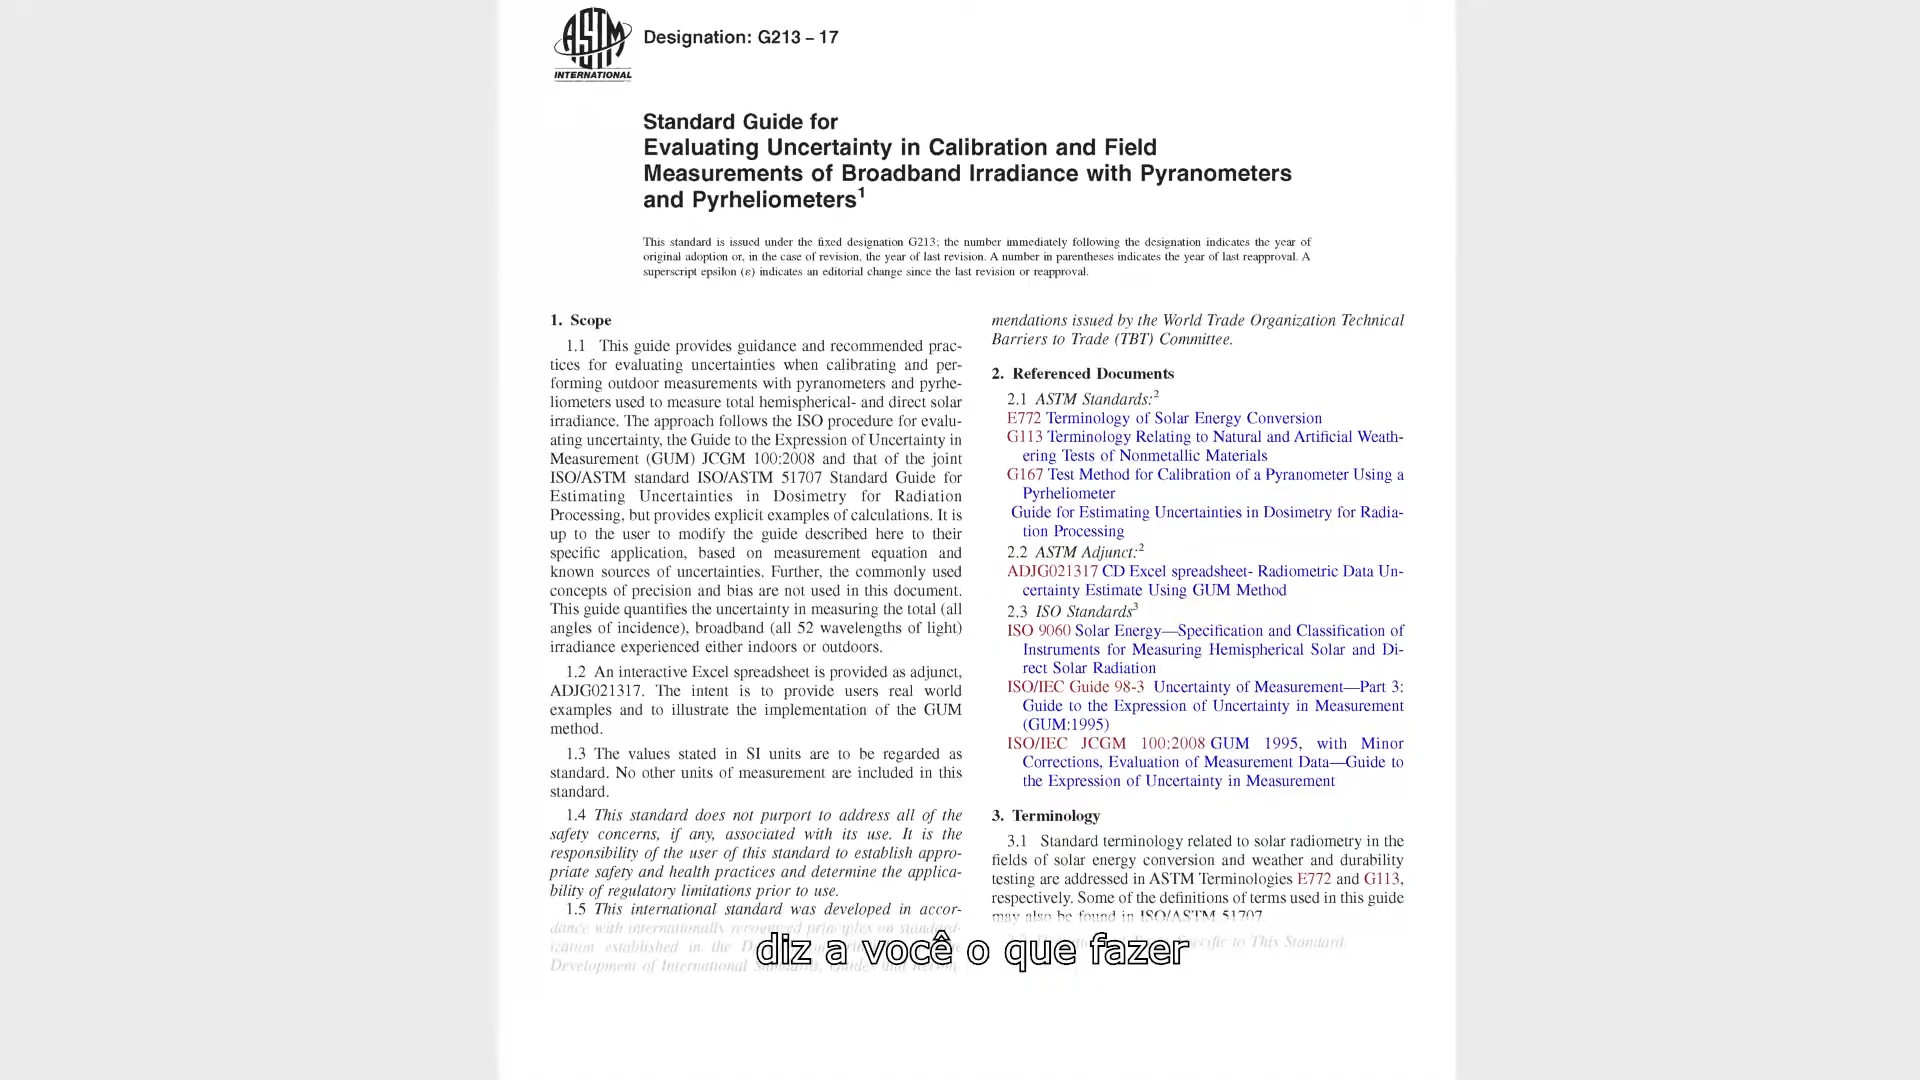 ASTM
INTERNATIONAL
Designation: G213 – 17
Standard Guide for
Evaluating Uncertainty in Calibration and Field
Measurements of Broadband Irradiance with Pyranometers
and Pyrheliometers1
This standard is issued under the fixed designation G213; the number immediately following the designation indicates the year of
original adoption or, in the case of revision, the year of last revision. A number in parentheses indicates the year of last reapproval. A
superscript epsilon (ε) indicates an editorial change since the last revision or reapproval.
1. Scope
1.1 This guide provides guidance and recommended prac-
tices for evaluating uncertainties when calibrating and per-
forming outdoor measurements with pyranometers and pyrhe-
liometers used to measure total hemispherical- and direct solar
irradiance. The approach follows the ISO procedure for evalu-
ating uncertainty, the Guide to the Expression of Uncertainty in
Measurement (GUM) JCGM 100:2008 and that of the joint
ISO/ASTM standard ISO/ASTM 51707 Standard Guide for
Estimating Uncertainties in Dosimetry for Radiation
Processing, but provides explicit examples of calculations. It is
up to the user to modify the guide described here to their
specific application, based on measurement equation and
known sources of uncertainties. Further, the commonly used
concepts of precision and bias are not used in this document.
This guide quantifies the uncertainty in measuring the total (all
angles of incidence), broadband (all 52 wavelengths of light)
irradiance experienced either indoors or outdoors.
1.2 An interactive Excel spreadsheet is provided as adjunct,
ADJG021317. The intent is to provide users real world
examples and to illustrate the implementation of the GUM
method.
1.3 The values stated in SI units are to be regarded as
standard. No other units of measurement are included in this
standard.
1.4 This standard does not purport to address all of the
safety concerns, if any, associated with its use. It is the
responsibility of the user of this standard to establish appro-
priate safety and health practices and determine the applica-
bility of regulatory limitations prior to use.
1.5 This international standard was developed in accor-
dance with internationally recognized principles on standard-
ization established in the
Development of International
mendations issued by the World Trade Organization Technical
Barriers to Trade (TBT) Committee.
2. Referenced Documents
2.1 ASTM Standards:2
E772 Terminology of Solar Energy Conversion
G113 Terminology Relating to Natural and Artificial Weath-
ering Tests of Nonmetallic Materials
G167 Test Method for Calibration of a Pyranometer Using a
Pyrheliometer
Guide for Estimating Uncertainties in Dosimetry for Radia-
tion Processing
2.2 ASTM Adjunct:2
ADJG021317 CD Excel spreadsheet- Radiometric Data Un-
certainty Estimate Using GUM Method
2.3 ISO Standards3
ISO 9060 Solar Energy—Specification and Classification of
Instruments for Measuring Hemispherical Solar and Di-
rect Solar Radiation
ISO/IEC Guide 98-3 Uncertainty of Measurement—Part 3:
Guide to the Expression of Uncertainty in Measurement
(GUM:1995)
ISO/IEC JCGM 100:2008 GUM 1995, with Minor
Corrections, Evaluation of Measurement Data—Guide to
the Expression of Uncertainty in Measurement
3. Terminology
3.1 Standard terminology related to solar radiometry in the
fields of solar energy conversion and weather and durability
testing are addressed in ASTM Terminologies E772 and G113,
respectively. Some of the definitions of terms used in this guide
may also be found in ISO/ASTM 51707.
to This Standard
diz a você o que fazer